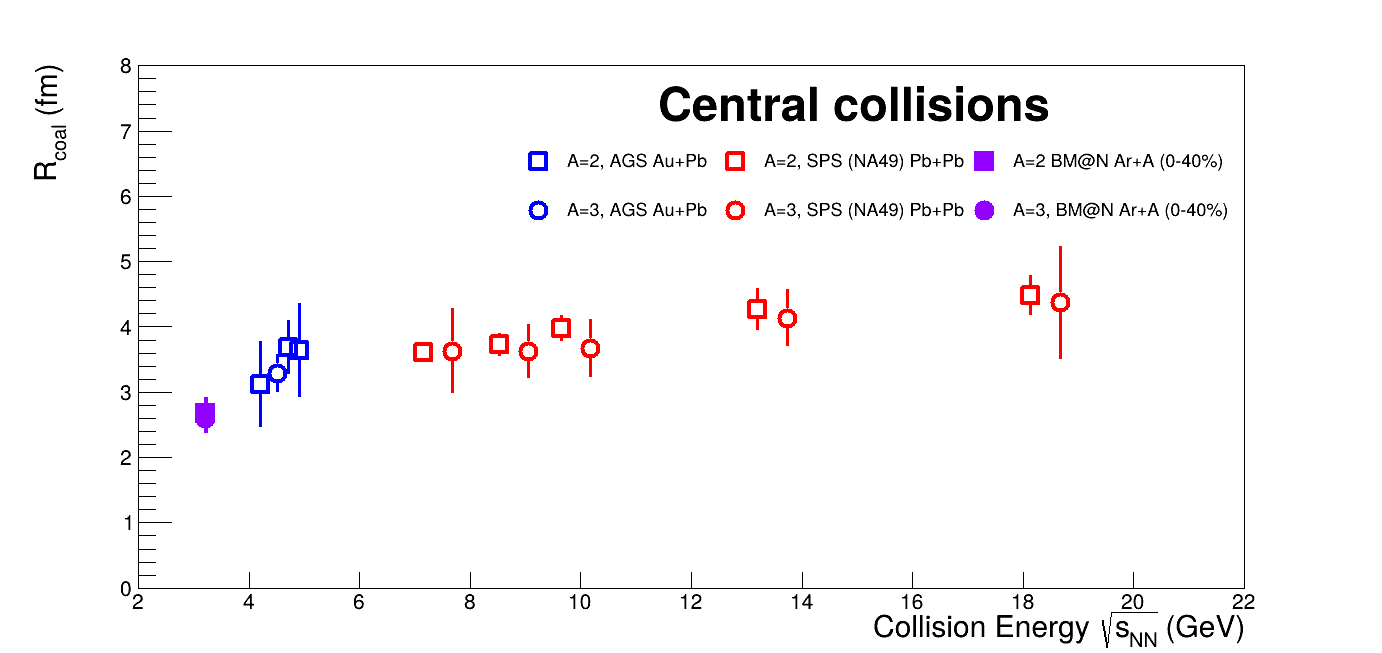 Central collisions
A=2, AGS Au+Pb A=2, SPS (NA49) Pb+Pb A=2 BM@N Ar+A (0-40%)
A=3, AGS Au+Pb A=3, SPS (NA49) Pb+Pb A=3, BM@N Ar+A (0-40%)
R_coal (fm)
8
7
6
5
4
3
2
1
0
2 4 6 8 10 12 14 16 18 20 22
Collision Energy √s_NN (GeV)